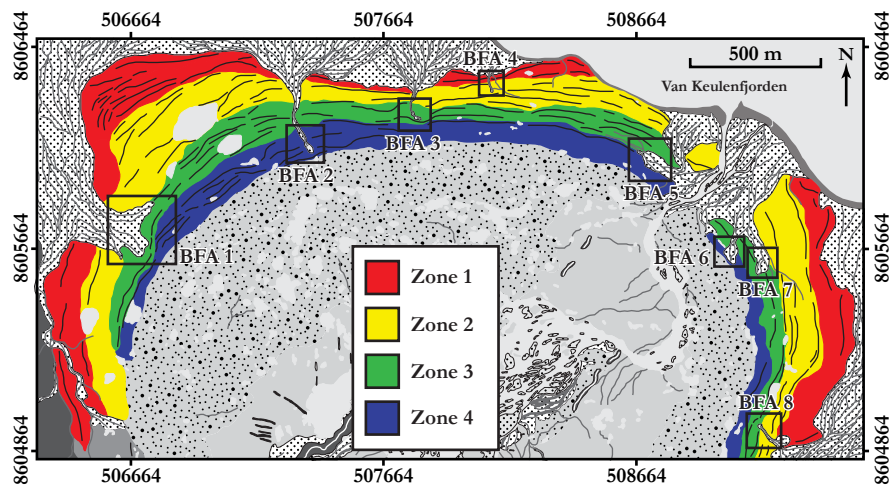 506664 507664 508664
8606464 8606464
500 m
N
Van Keulenfjorden
BFA 4
BFA 3
BFA 2
BFA 5
BFA 1
BFA 6
BFA 7
8605664 8605664
Zone 1
Zone 2
Zone 3
Zone 4
BFA 8
8604864 8604864
506664 507664 508664